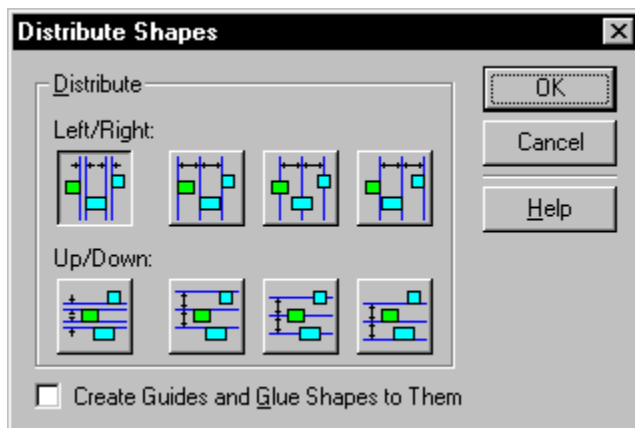 Distribute Shapes
Distribute
OK
Left/Right:
Cancel
Help
Up/Down:
Create Guides and Glue Shapes to Them